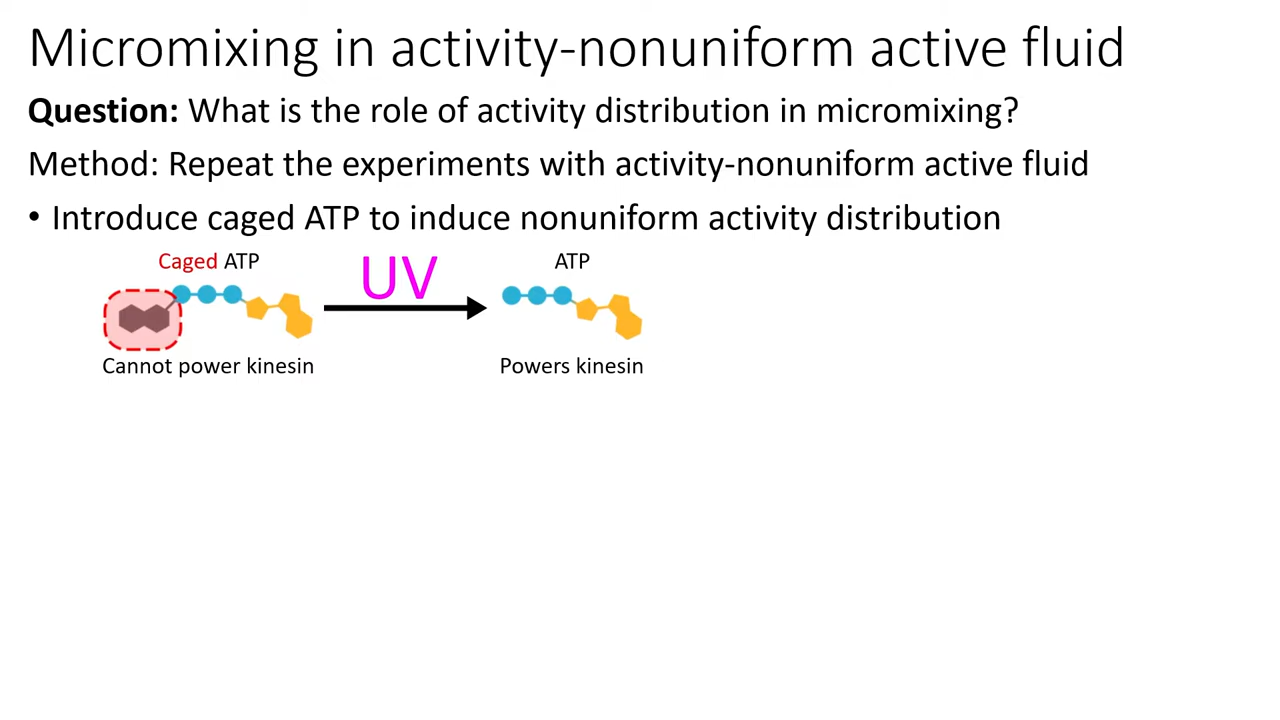 Micromixing in activity-nonuniform active fluid
Question: What is the role of activity distribution in micromixing?
Method: Repeat the experiments with activity-nonuniform active fluid
• Introduce caged ATP to induce nonuniform activity distribution
Caged ATP
UV
ATP
Cannot power kinesin
Powers kinesin